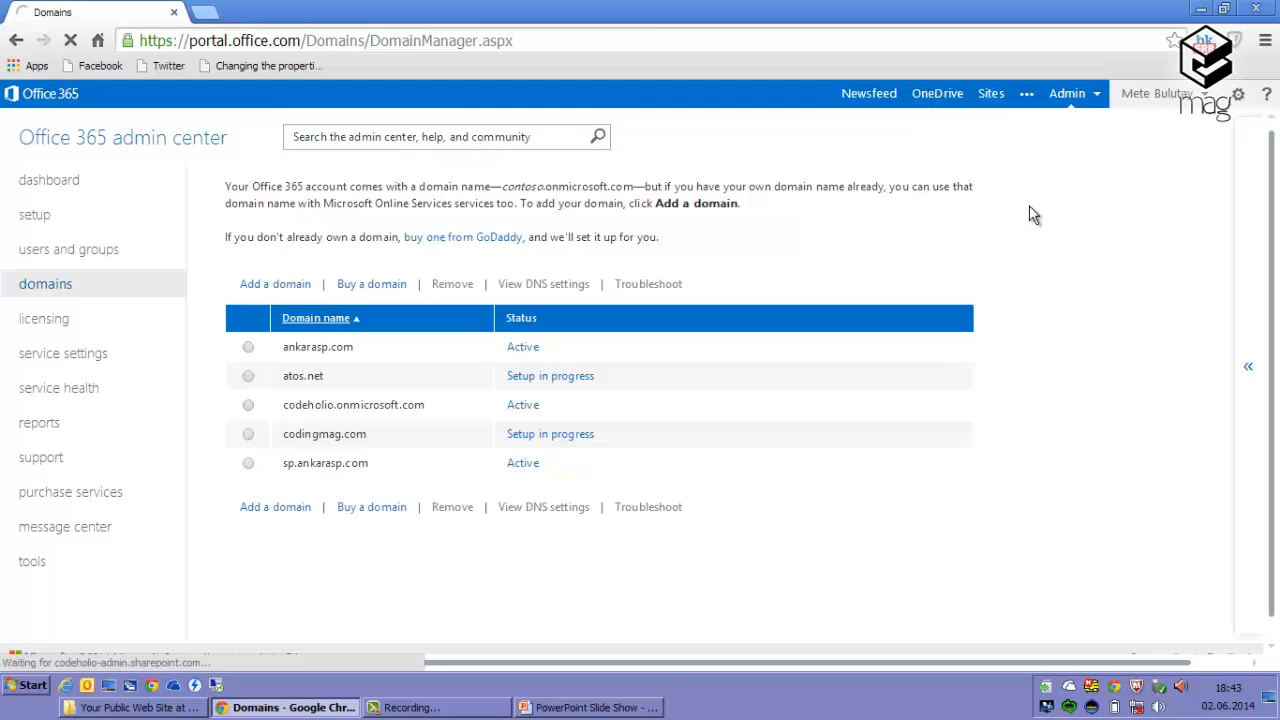 Domains
https://portal.office.com/Domains/DomainManager.aspx
Apps Facebook Twitter Changing the properti...
Office 365 Newsfeed OneDrive Sites ••• Admin Mete Bulutay ?
mag
Office 365 admin center Search the admin center, help, and community
dashboard
setup
users and groups
domains
licensing
service settings
service health
reports
support
purchase services
message center
tools
Your Office 365 account comes with a domain name—contoso.onmicrosoft.com—but if you have your own domain name already, you can use that
domain name with Microsoft Online Services services too. To add your domain, click Add a domain.
If you don't already own a domain, buy one from GoDaddy, and we'll set it up for you.
Add a domain | Buy a domain | Remove | View DNS settings | Troubleshoot
Domain name Status
ankarasp.com Active
atos.net Setup in progress
codeholio.onmicrosoft.com Active
codingmag.com Setup in progress
sp.ankarasp.com Active
Add a domain | Buy a domain | Remove | View DNS settings | Troubleshoot
«
Waiting for codeholio-admin.sharepoint.com...
Start 18:43
Your Public Web Site at ... Domains - Google Chr... Recording... PowerPoint Slide Show - ... 02.06.2014